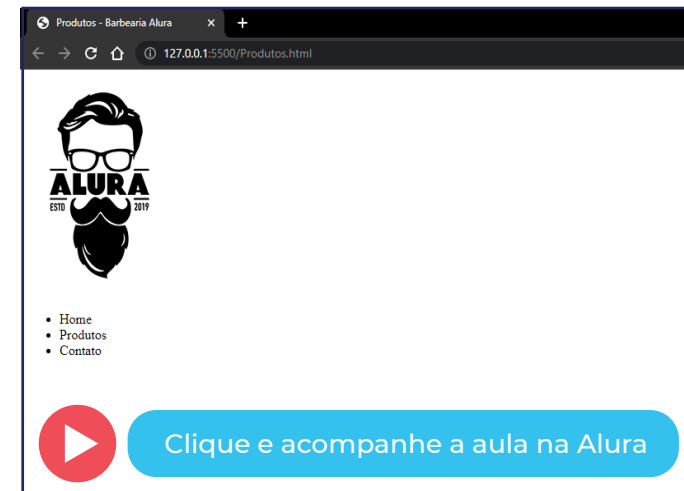 Produtos - Barbearia Alura
127.0.0.1:5500/Produtos.html
ALURA
ESTD 2019
Home
Produtos
Contato
Clique e acompanhe a aula na Alura